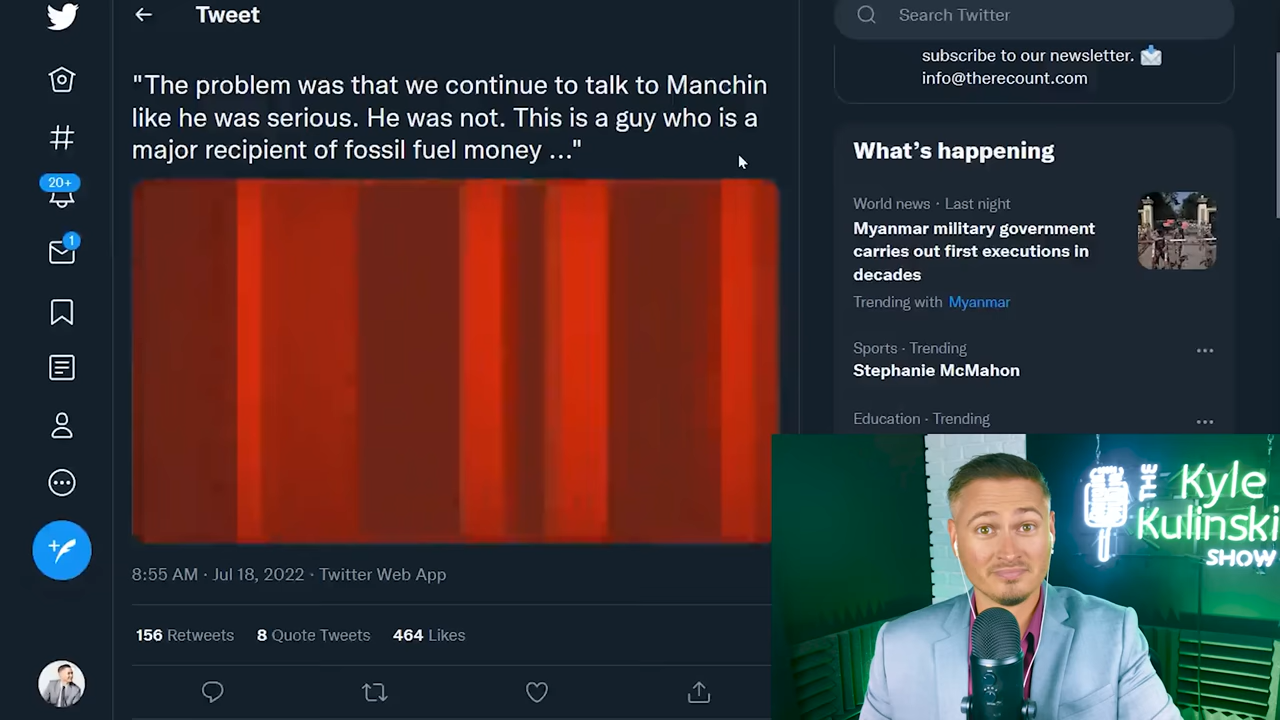 Tweet
Search Twitter
"The problem was that we continue to talk to Manchin
like he was serious. He was not. This is a guy who is a
major recipient of fossil fuel money ..."
subscribe to our newsletter.
info@therecount.com
What's happening
World news · Last night
Myanmar military government
carries out first executions in
decades
Trending with Myanmar
Sports · Trending
Stephanie McMahon
Education · Trending
20+
1
8:55 AM · Jul 18, 2022 · Twitter Web App
156 Retweets 8 Quote Tweets 464 Likes
THE Kyle
Kulinski
SHOW